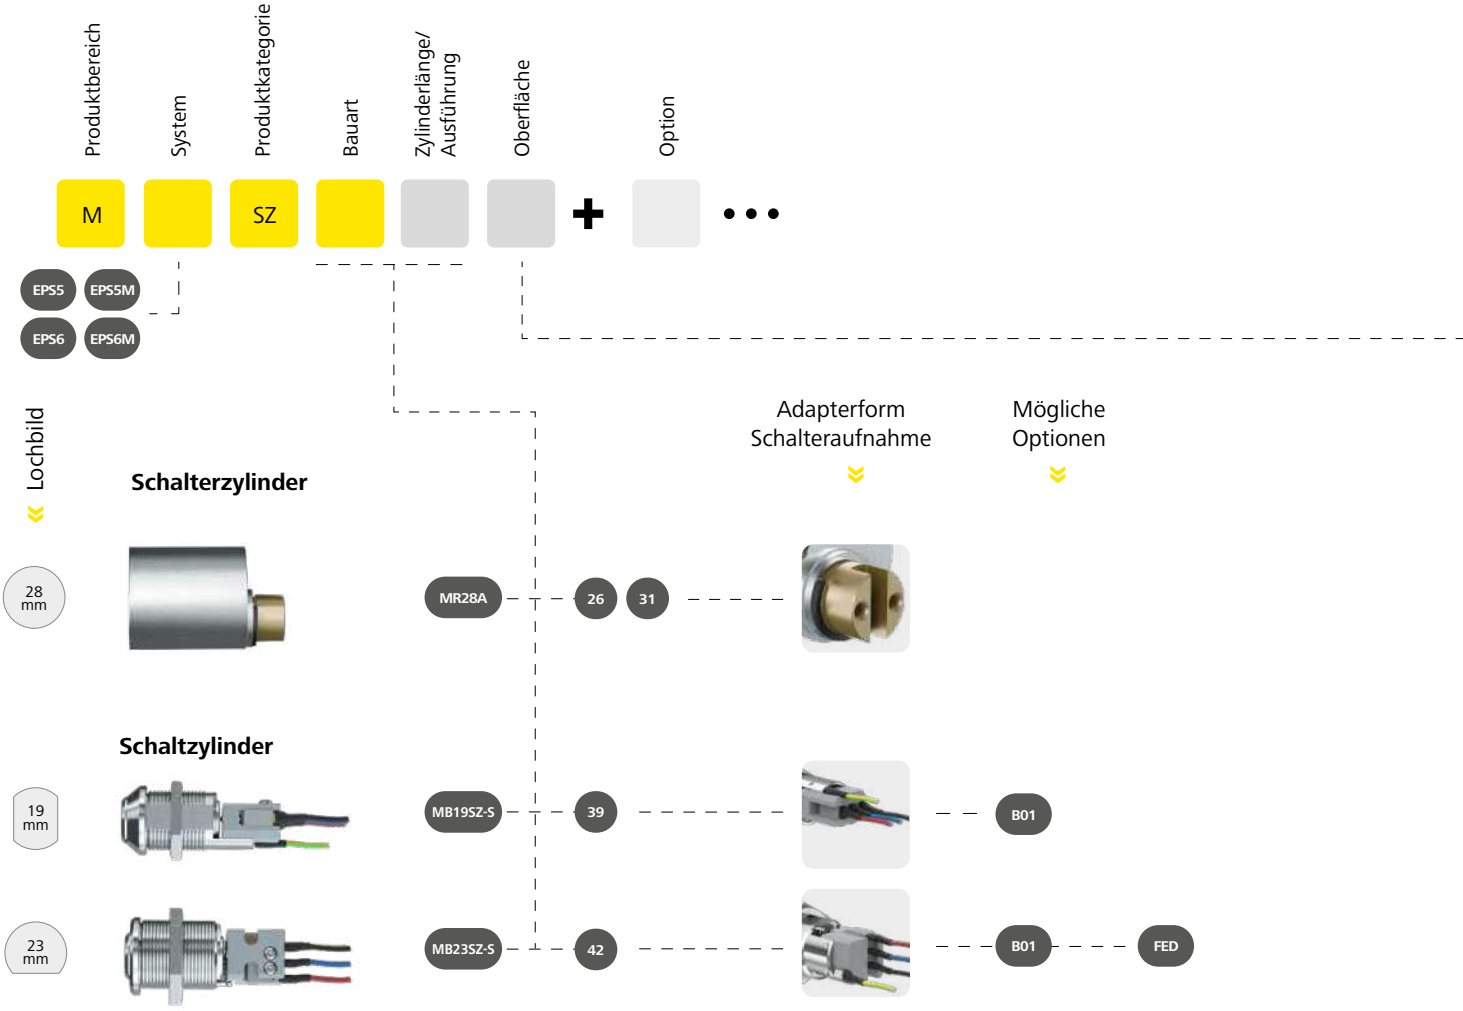 Produktbereich
System
Produktkategorie
Bauart
Zylinderlänge/
Ausführung
Oberfläche
Option
M
SZ
EPS5
EPS5M
EPS6
EPS6M
Lochbild
Adapterform
Schalteraufnahme
Mögliche
Optionen
Schalterzylinder
28
mm
MR28A
26
31
Schaltzylinder
19
mm
MB19SZ-S
39
B01
23
mm
MB23SZ-S
42
B01
FED